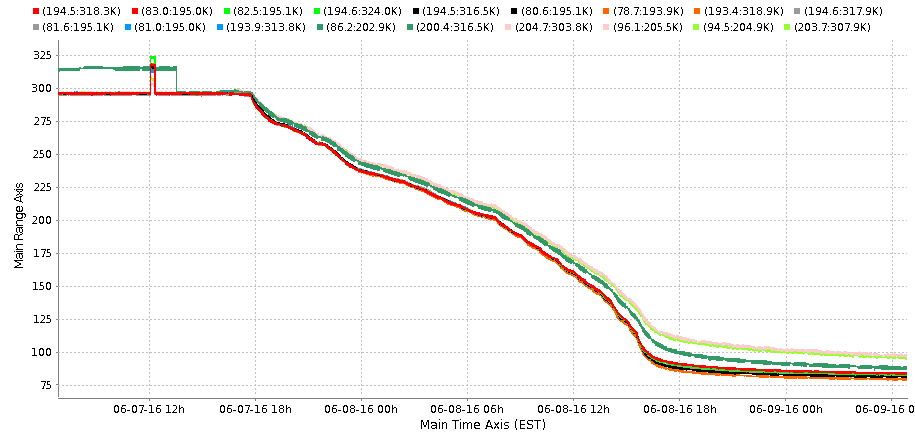 (194.5:318.3K) (83.0:195.0K) (82.5:195.1K) (194.6:324.0K) (194.5:316.5K) (80.6:195.1K) (78.7:193.9K) (193.4:318.9K) (194.6:317.9K)
(81.6:195.1K) (81.0:195.0K) (193.9:313.8K) (86.2:202.9K) (200.4:316.5K) (204.7:303.8K) (96.1:205.5K) (94.5:204.9K) (203.7:307.9K)
325
300
275
250
225
200
175
150
125
100
75
Main Range Axis
06-07-16 12h 06-07-16 18h 06-08-16 00h 06-08-16 06h 06-08-16 12h 06-08-16 18h 06-09-16 00h 06-09-16 0
Main Time Axis (EST)